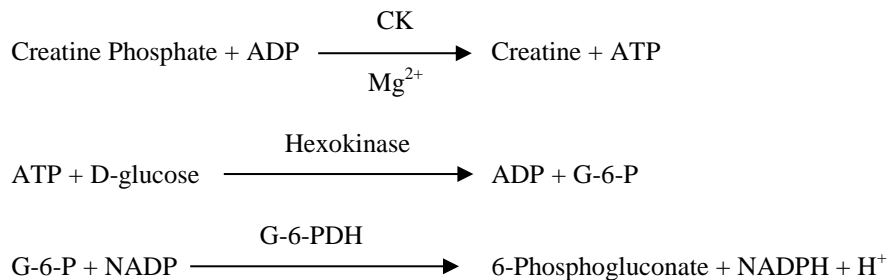 CK
Creatine Phosphate + ADP Creatine + ATP
Mg²⁺
Hexokinase
ATP + D-glucose ADP + G-6-P
G-6-PDH
G-6-P + NADP 6-Phosphogluconate + NADPH + H⁺